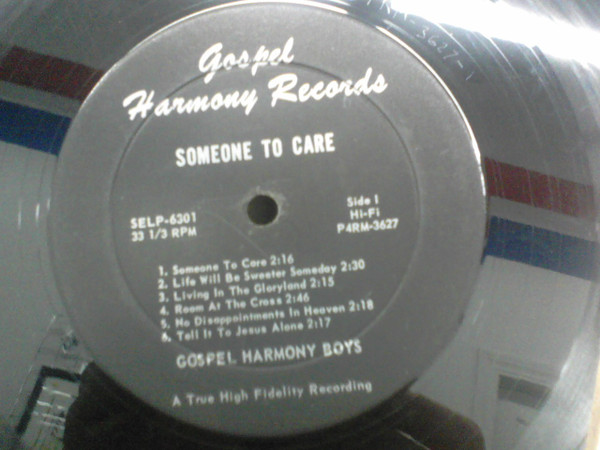 Gospel
Harmony Records
SOMEONE TO CARE
SELP-6301
33 1/3 RPM
Side 1
Hi-Fi
P4RM-3627
1. Someone To Care 2:16
2. Life Will Be Sweeter Someday 2:30
3. Living In The Gloryland 2:15
4. Room At The Cross 2:46
5. No Disappointments In Heaven 2:18
6. Tell It To Jesus Alone 2:17
GOSPEL HARMONY BOYS
A True High Fidelity Recording